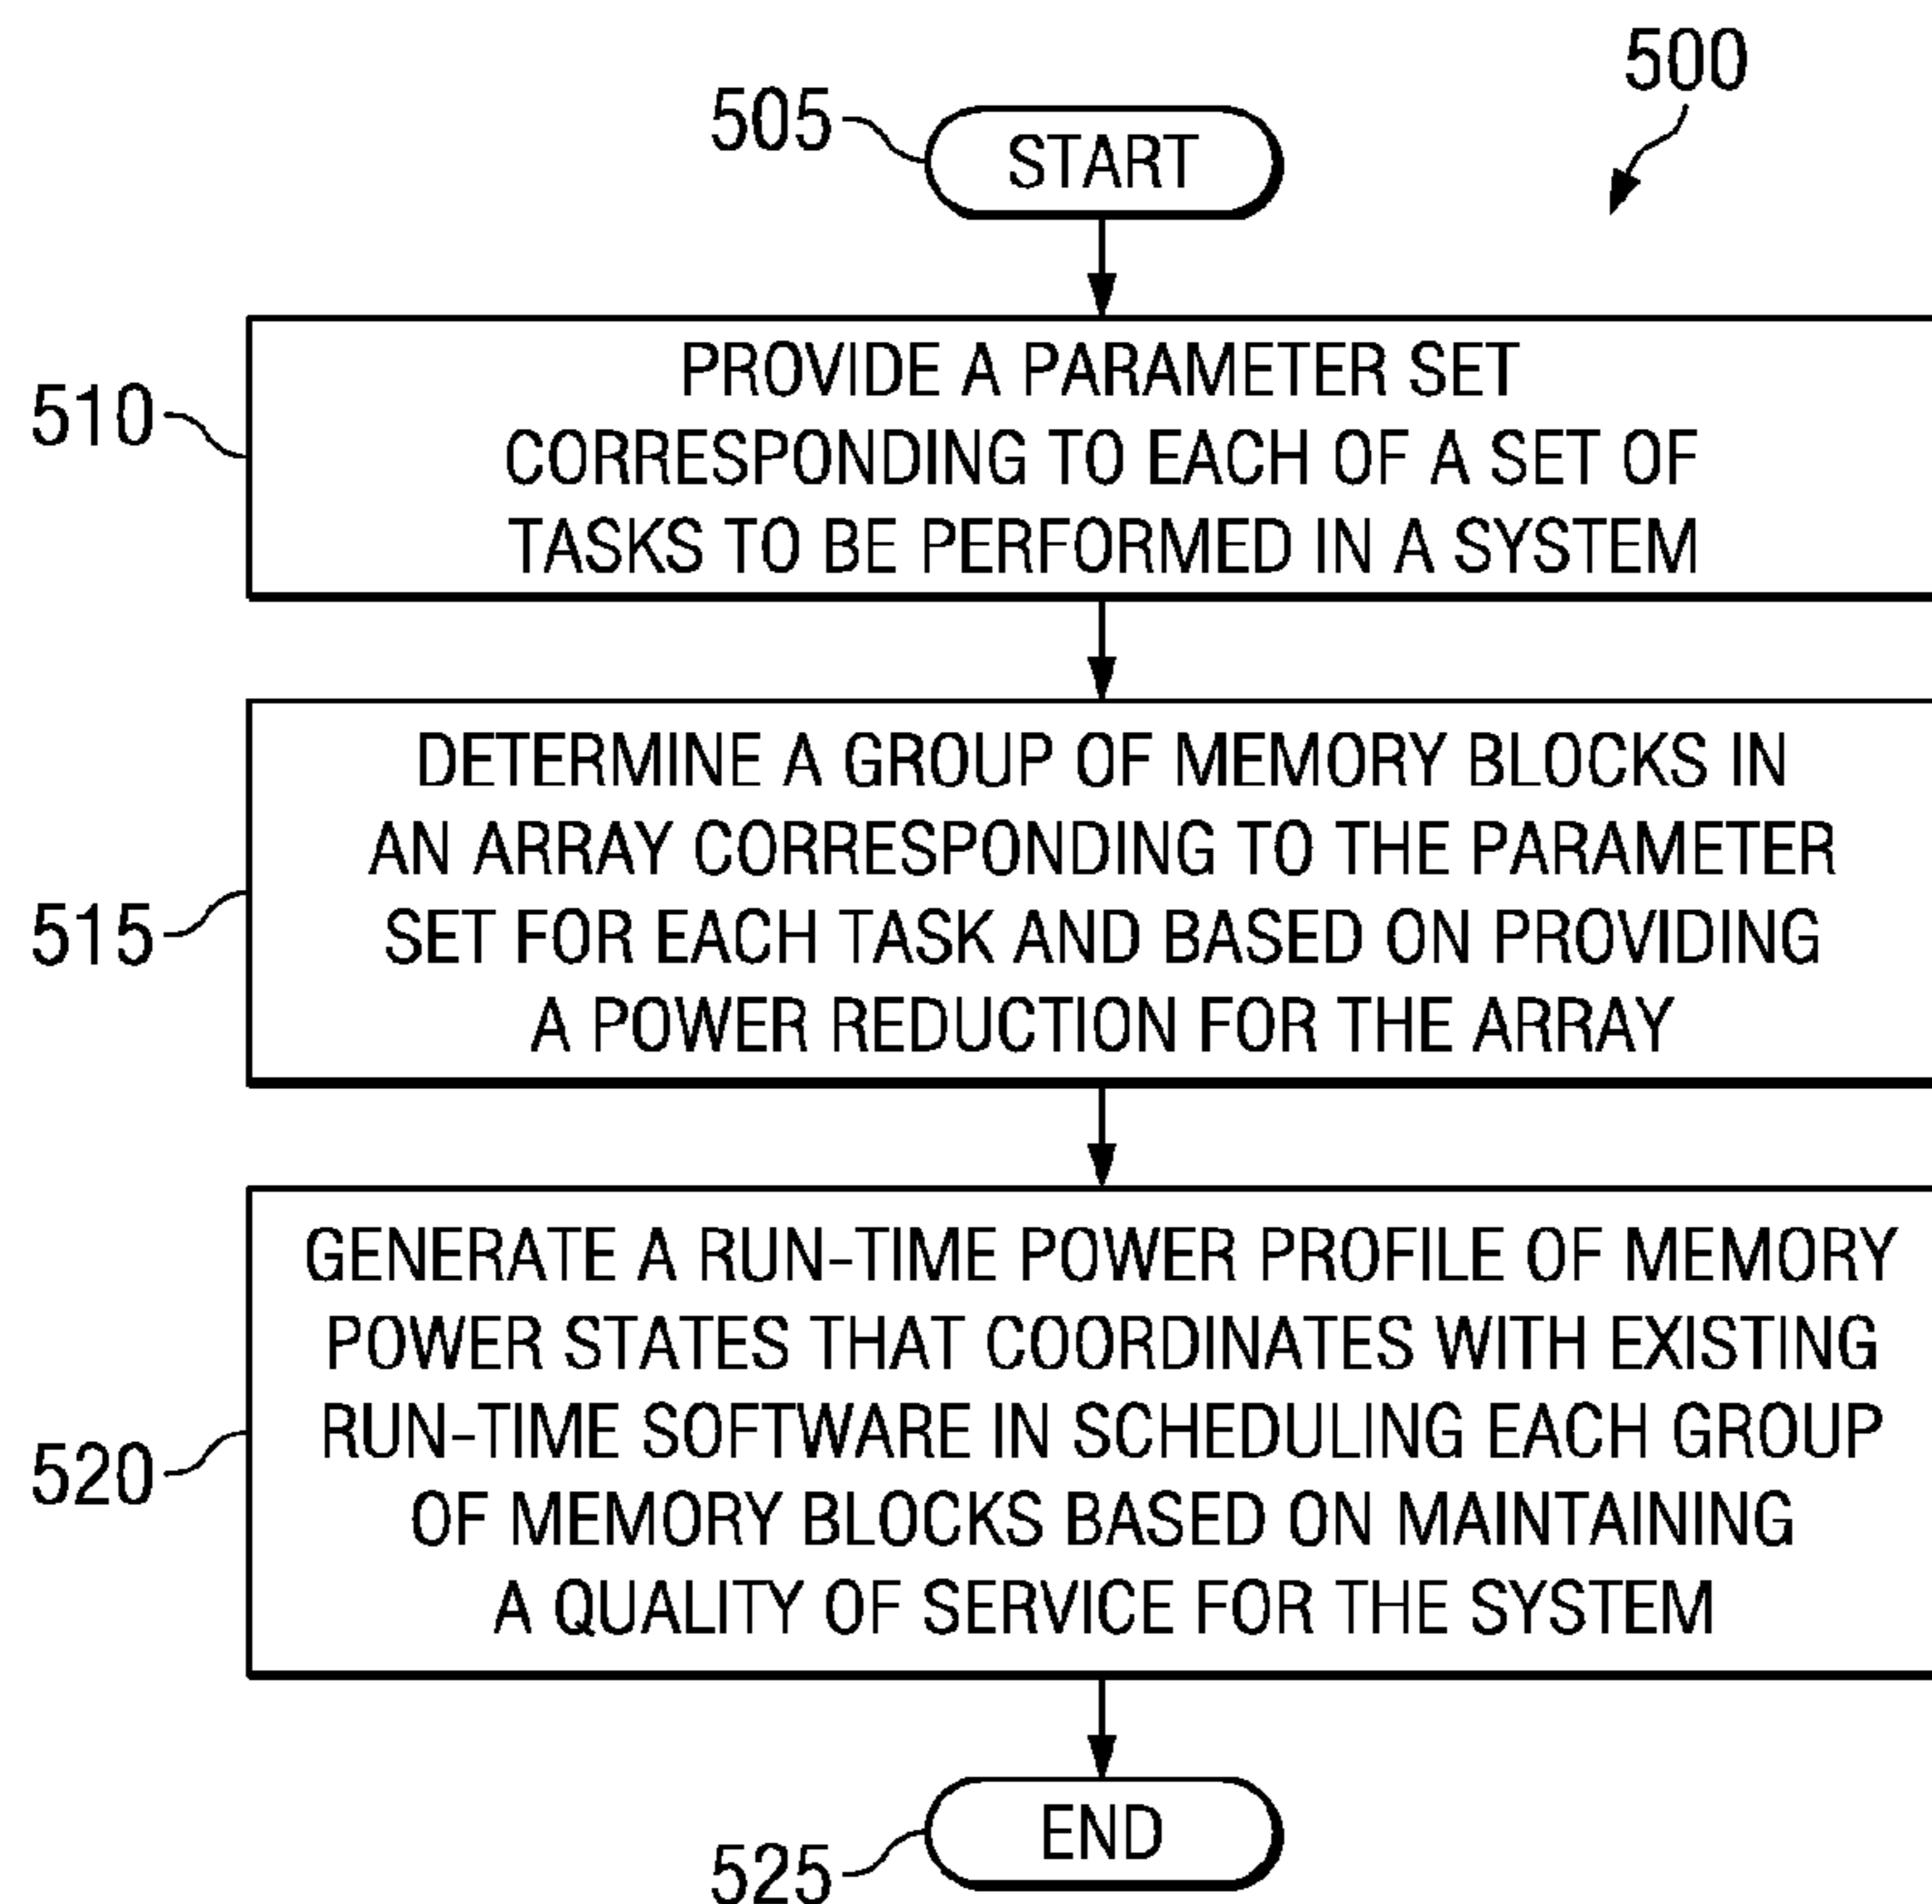 500
505
START
510
PROVIDE A PARAMETER SET
CORRESPONDING TO EACH OF A SET OF
TASKS TO BE PERFORMED IN A SYSTEM
515
DETERMINE A GROUP OF MEMORY BLOCKS IN
AN ARRAY CORRESPONDING TO THE PARAMETER
SET FOR EACH TASK AND BASED ON PROVIDING
A POWER REDUCTION FOR THE ARRAY
520
GENERATE A RUN-TIME POWER PROFILE OF MEMORY
POWER STATES THAT COORDINATES WITH EXISTING
RUN-TIME SOFTWARE IN SCHEDULING EACH GROUP
OF MEMORY BLOCKS BASED ON MAINTAINING
A QUALITY OF SERVICE FOR THE SYSTEM
525
END